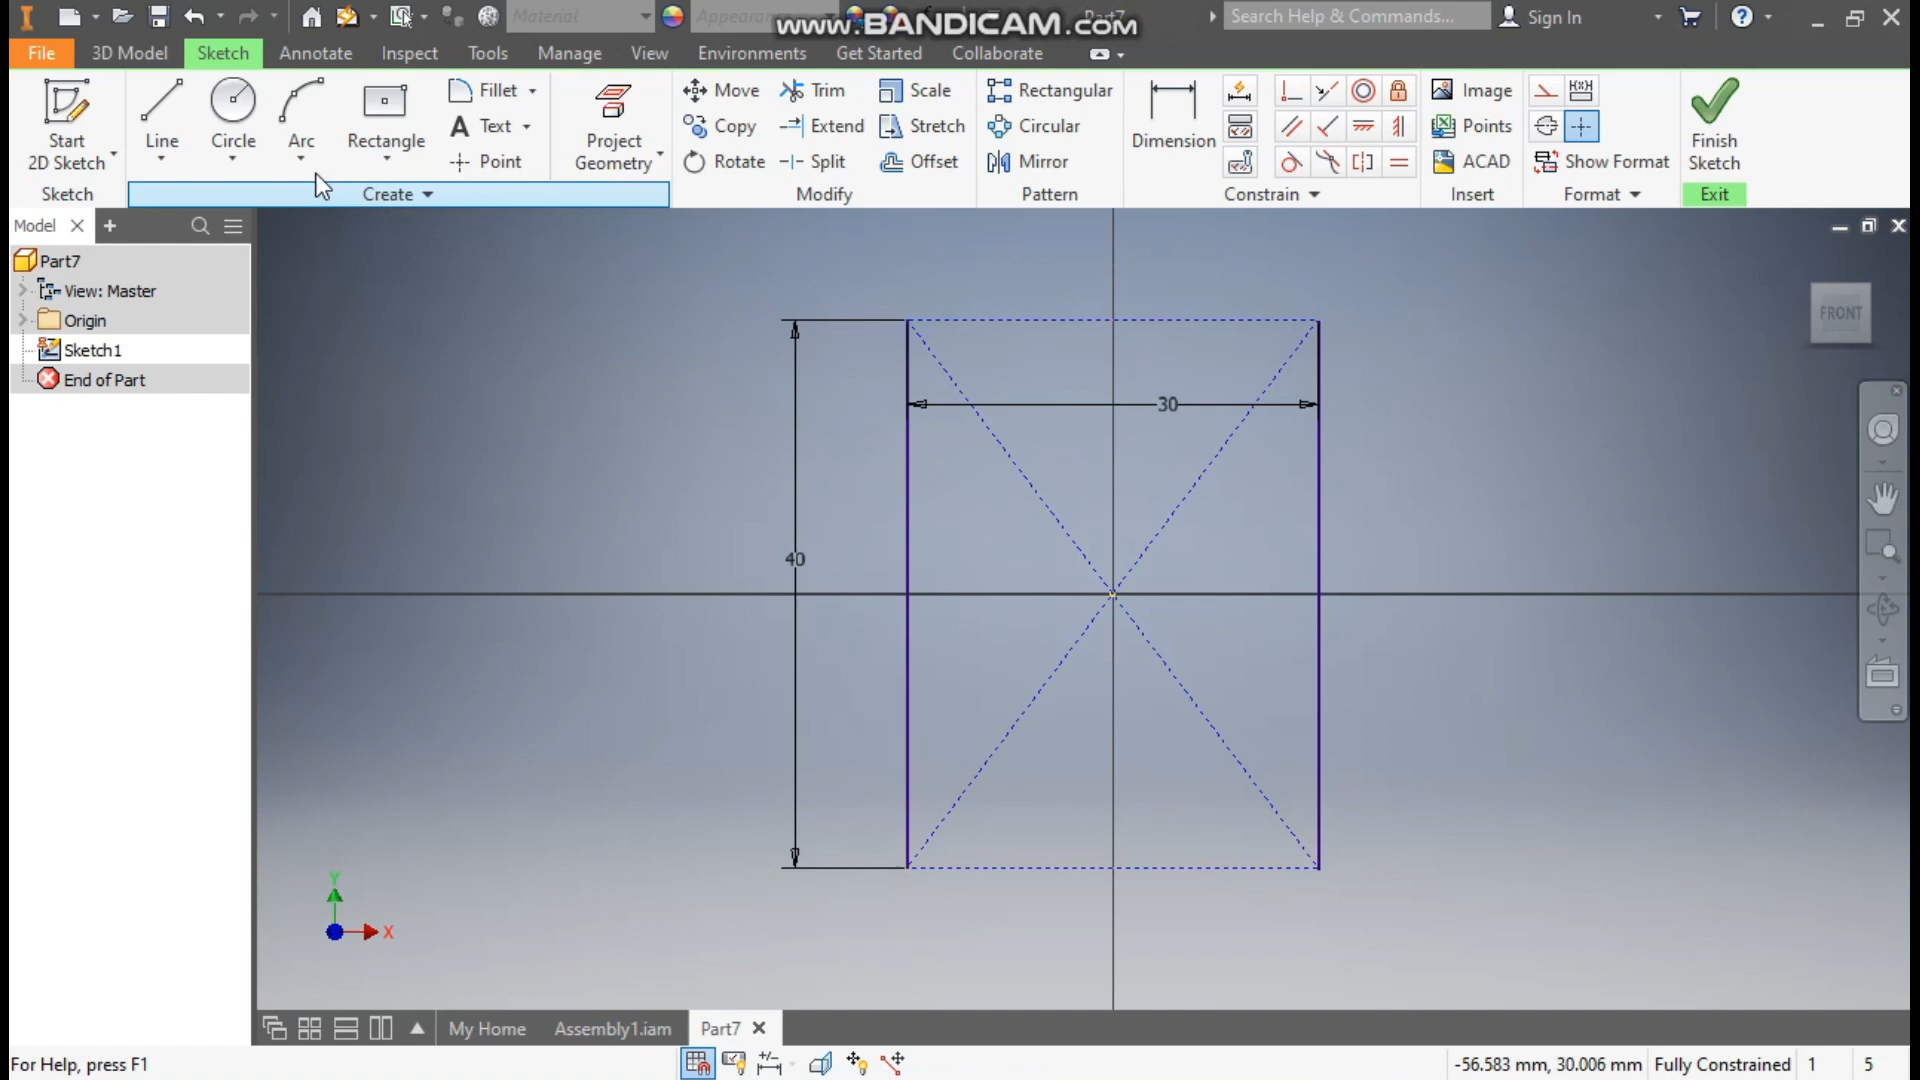 Material
Appearance
www.BANDICAM.com
Part7
Search Help & Commands...
Sign In
File
3D Model
Sketch
Annotate
Inspect
Tools
Manage
View
Environments
Get Started
Collaborate
Start
2D Sketch
Line
Circle
Arc
Rectangle
Fillet
Text
Point
Project
Geometry
Move
Copy
Rotate
Trim
Extend
Split
Scale
Stretch
Offset
Rectangular
Circular
Mirror
Dimension
Image
Points
ACAD
Show Format
Finish
Sketch
Sketch
Create
Modify
Pattern
Constrain
Insert
Format
Exit
Model
Part7
View: Master
Origin
Sketch1
End of Part
FRONT
30
40
Y
X
My Home
Assembly1.iam
Part7
For Help, press F1
-56.583 mm, 30.006 mm
Fully Constrained
1
5